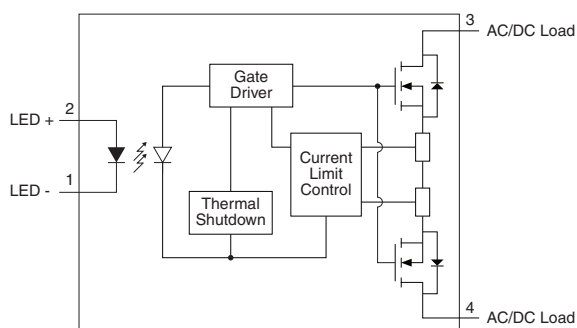 3
AC/DC Load
Gate
Driver
2
LED +
Current
Limit
Control
1
LED -
Thermal
Shutdown
4
AC/DC Load